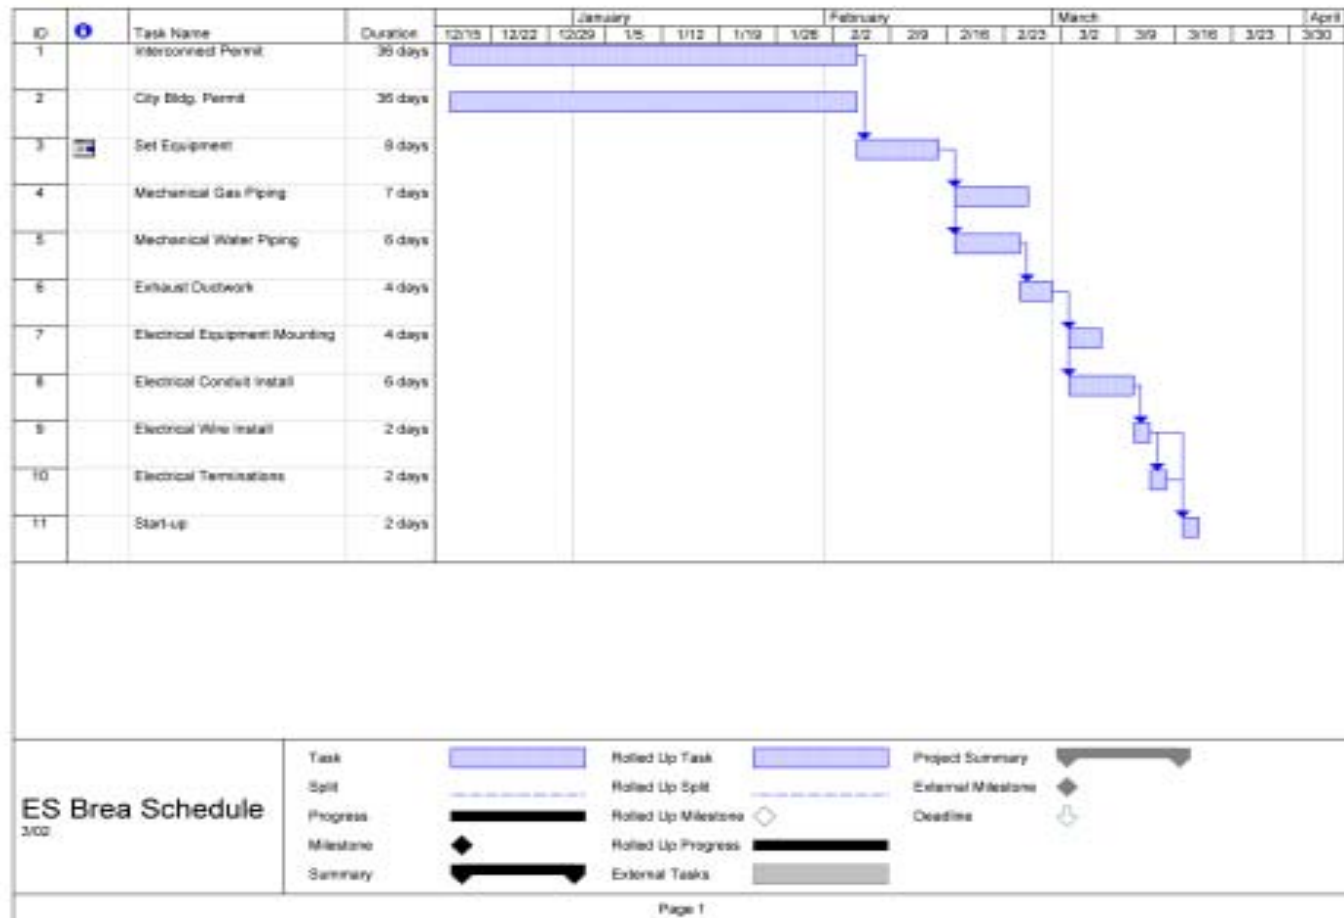 January February March April
ID Task Name Duration 12/15 12/22 12/29 1/5 1/12 1/19 1/26 2/2 2/9 2/16 2/23 3/2 3/9 3/16 3/23 3/30
1 Interconnect Permit 36 days
2 City Bldg. Permit 36 days
3 Set Equipment
4 Mechanical Gas Piping 7 days
5 Mechanical Water Piping 6 days
6 Exhaust Ductwork 4 days
7 Electrical Equipment Mounting 4 days
8 Electrical Conduit Install 6 days
9 Electrical Wire Install 2 days
10 Electrical Terminations 2 days
11 Start-up 2 days
Task Rolled Up Task Project Summary
Split Rolled Up Split External Milestone
ES Brea Schedule
3/02
Progress Rolled Up Milestone Deadline
Milestone Rolled Up Progress
Summary External Tasks
Page 1